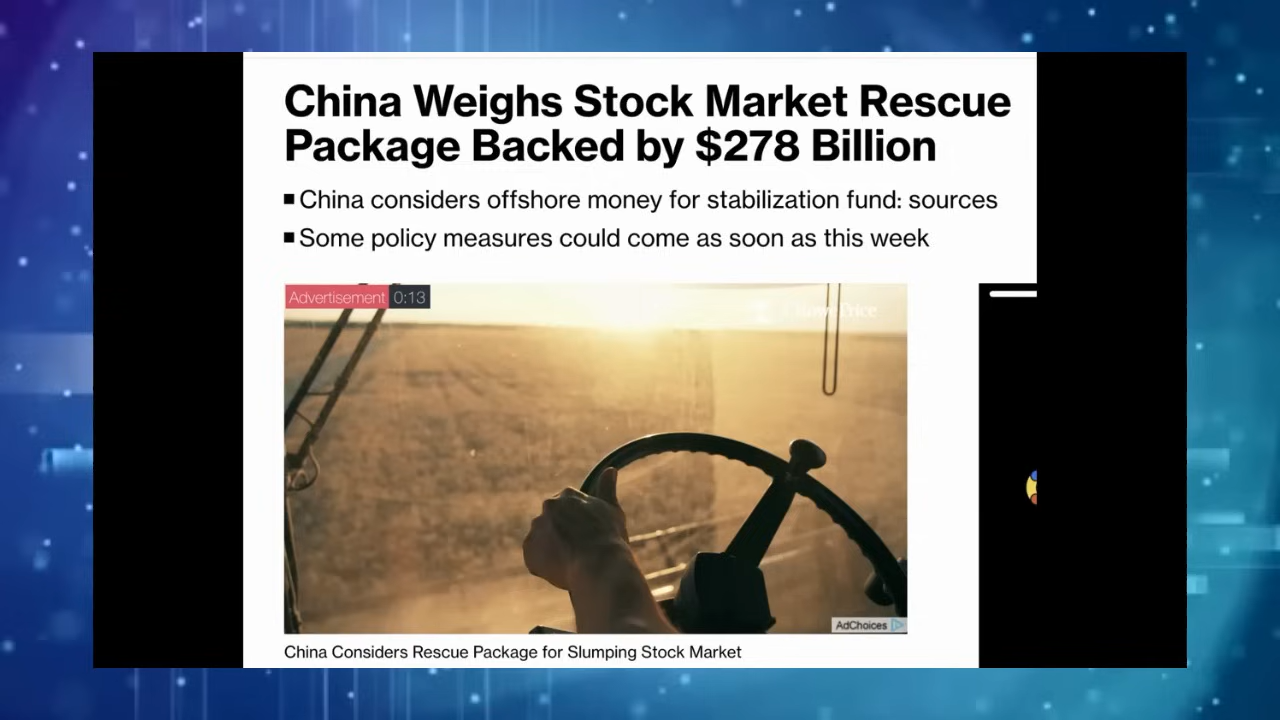 China Weighs Stock Market Rescue
Package Backed by $278 Billion
■ China considers offshore money for stabilization fund: sources
■ Some policy measures could come as soon as this week
Advertisement 0:13
Price
AdChoices
China Considers Rescue Package for Slumping Stock Market